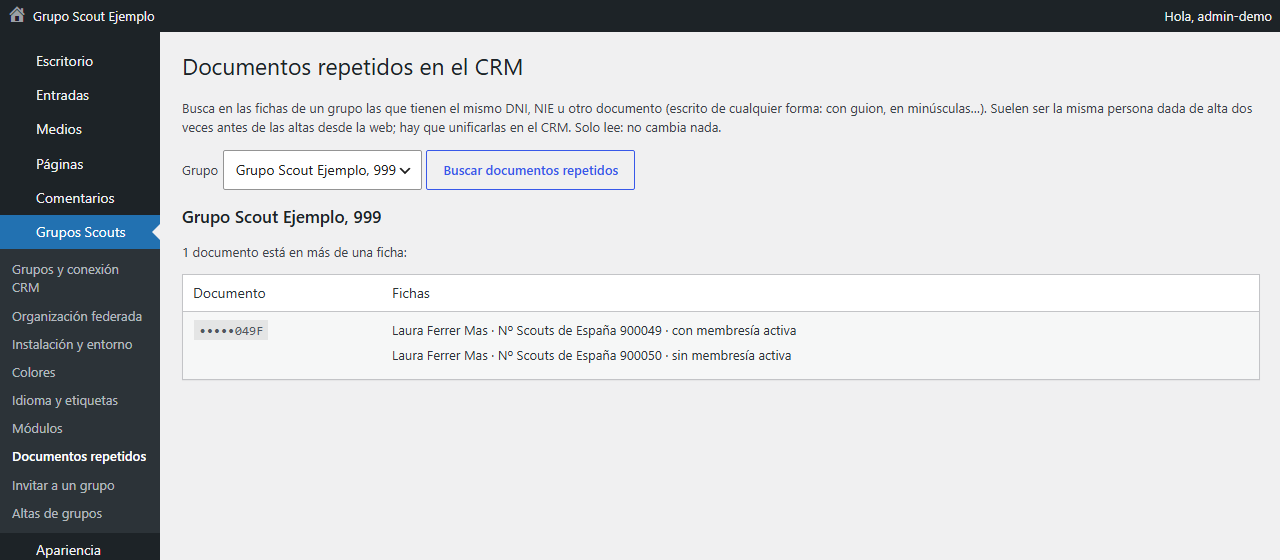 Grupo Scout Ejemplo
Hola, admin-demo
Escritorio
Entradas
Medios
Páginas
Comentarios
Grupos Scouts
Grupos y conexión
CRM
Organización federada
Instalación y entorno
Colores
Idioma y etiquetas
Módulos
Documentos repetidos
Invitar a un grupo
Altas de grupos
Apariencia
Documentos repetidos en el CRM
Busca en las fichas de un grupo las que tienen el mismo DNI, NIE u otro documento (escrito de cualquier forma: con guion, en minúsculas...). Suelen ser la misma persona dada de alta dos
veces antes de las altas desde la web; hay que unificarlas en el CRM. Solo lee: no cambia nada.
Grupo Grupo Scout Ejemplo, 999 Buscar documentos repetidos
Grupo Scout Ejemplo, 999
1 documento está en más de una ficha:
Documento Fichas
•••••049F Laura Ferrer Mas · Nº Scouts de España 900049 · con membresía activa
Laura Ferrer Mas · Nº Scouts de España 900050 · sin membresía activa